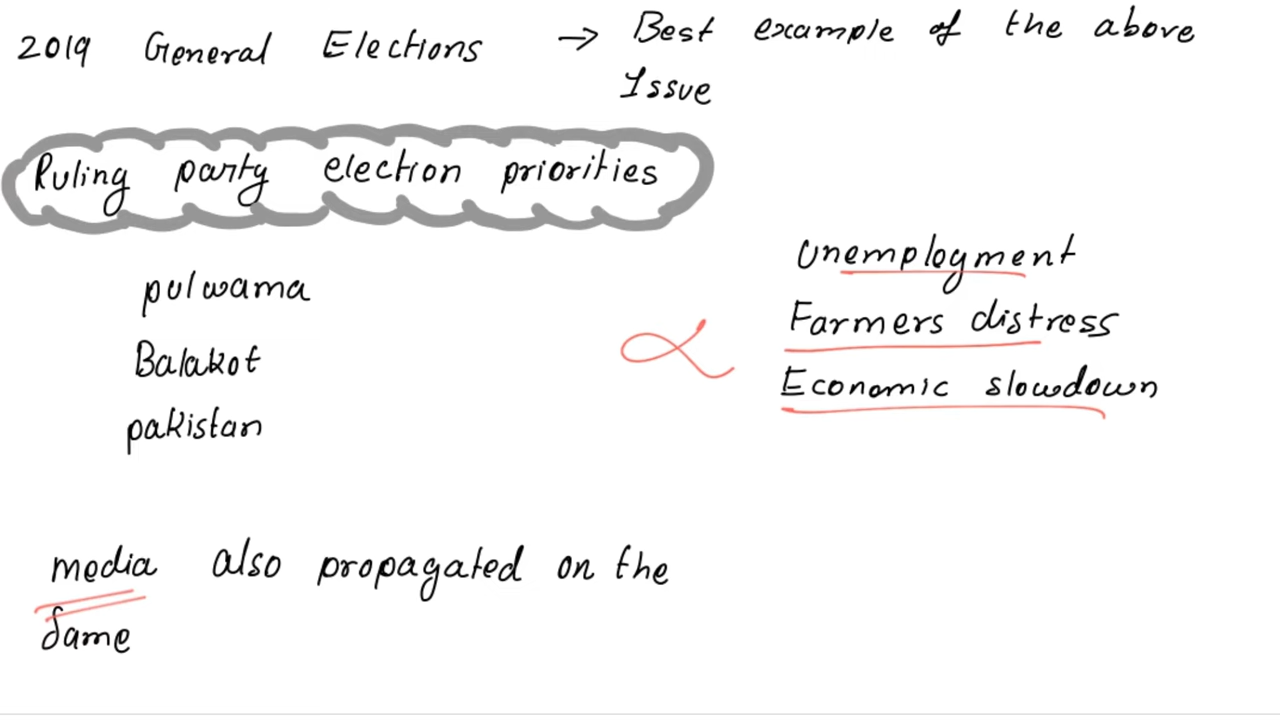 2019 General Elections → Best example of the above
Issue
Ruling party election priorities
pulwama
Balakot
pakistan
Unemployment
Farmers distress
Economic slowdown
media also propagated on the
same